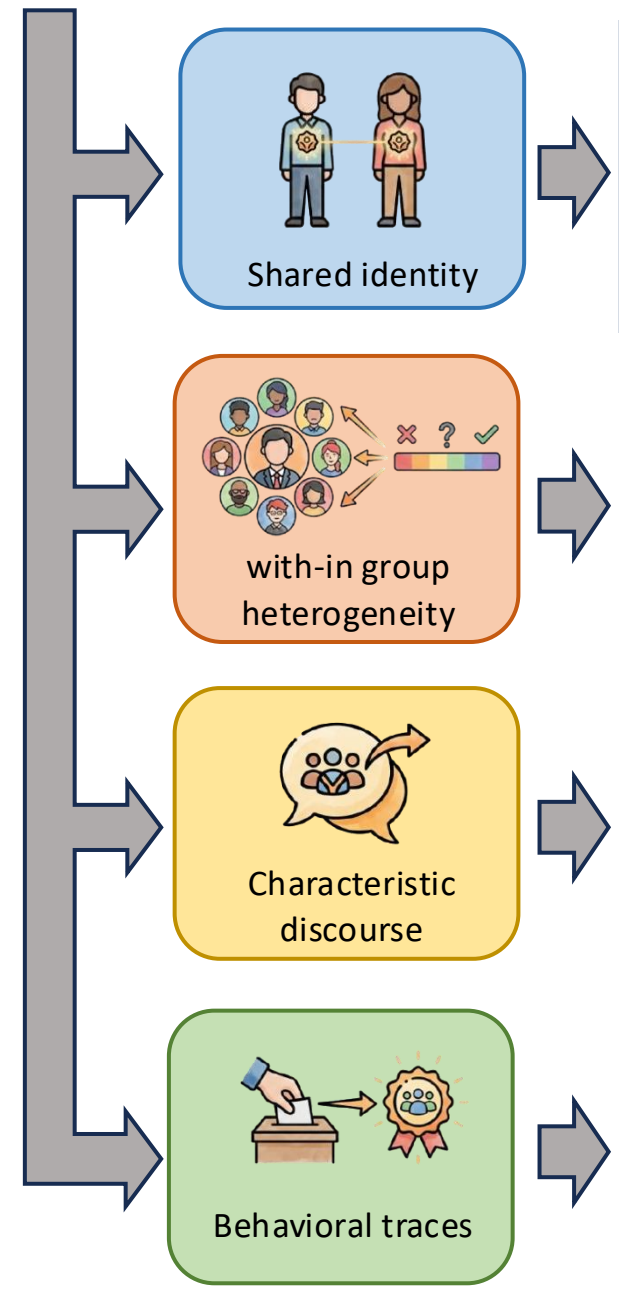 Shared identity
with-in group
heterogeneity
Characteristic
discourse
Behavioral traces